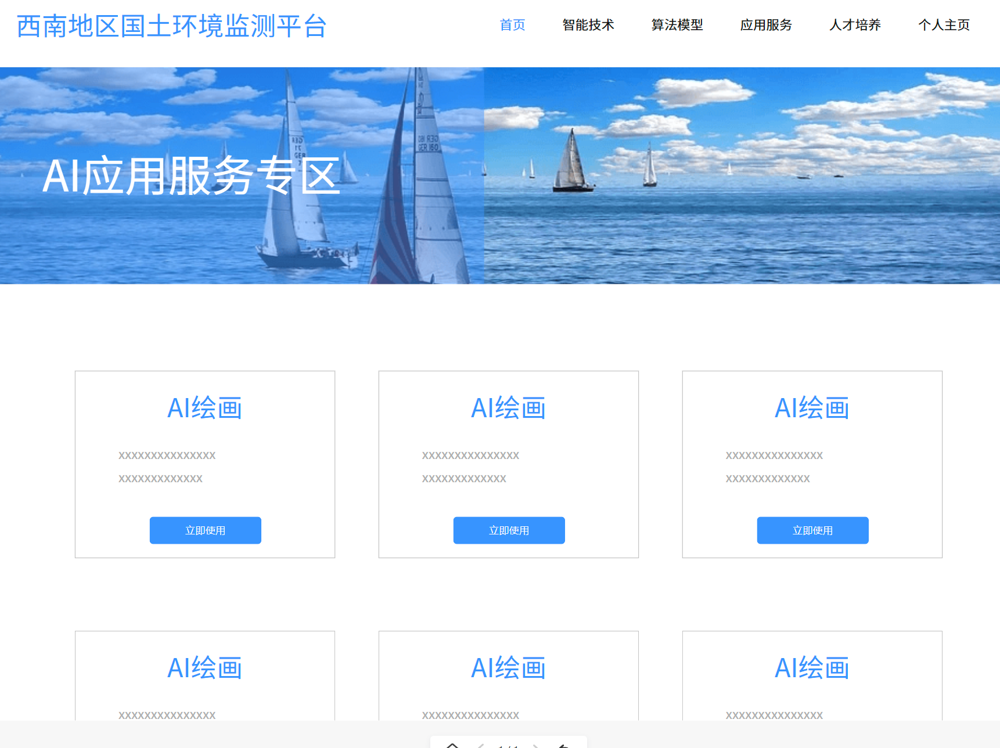 西南地区国土环境监测平台
首页 智能技术 算法模型 应用服务 人才培养 个人主页
AI应用服务专区
AI绘画 AI绘画 AI绘画
XXXXXXXXXXXXXXX XXXXXXXXXXXXXXX XXXXXXXXXXXXXXX
XXXXXXXXXXXXX XXXXXXXXXXXXX XXXXXXXXXXXXX
立即使用 立即使用 立即使用
AI绘画 AI绘画 AI绘画
XXXXXXXXXXXXXXX XXXXXXXXXXXXXXX XXXXXXXXXXXXXXX
1 / 1